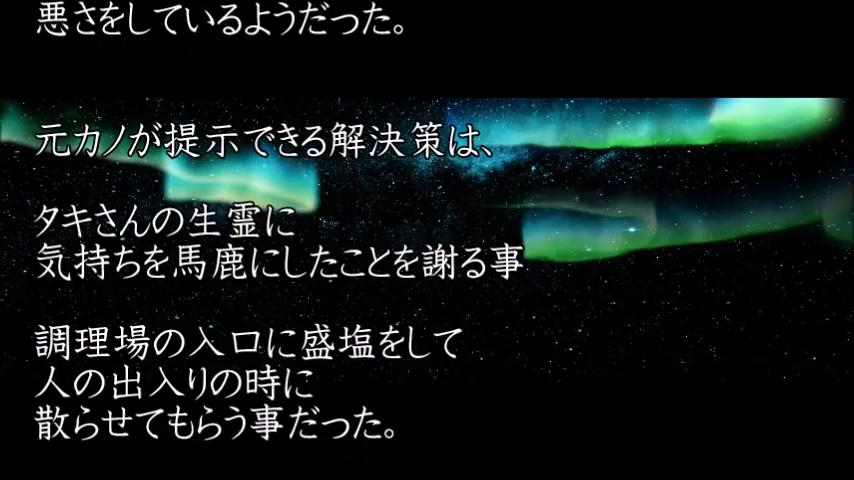 悪さをしているようだった。
元カノが提示できる解決策は、
タキさんの生霊に
気持ちを馬鹿にしたことを謝る事
調理場の入口に盛塩をして
人の出入りの時に
散らせてもらう事だった。